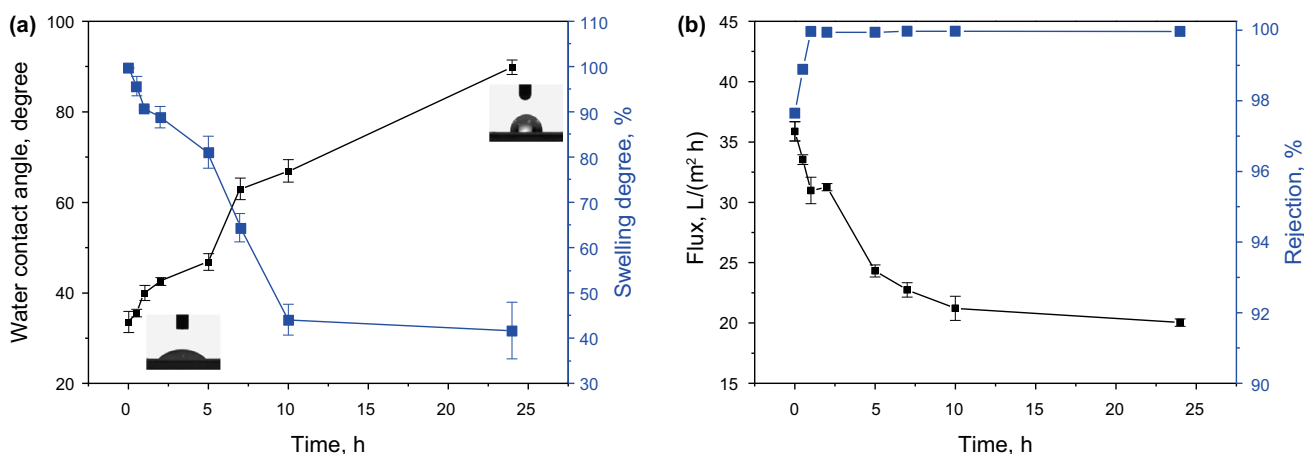 (a)
Water contact angle, degree
100
80
60
40
20
Swelling degree, %
110
100
90
80
70
60
50
40
30
0 5 10 15 20 25
Time, h
(b)
Flux, L/(m² h)
45
40
35
30
25
20
15
Rejection, %
100
98
96
94
92
90
0 5 10 15 20 25
Time, h